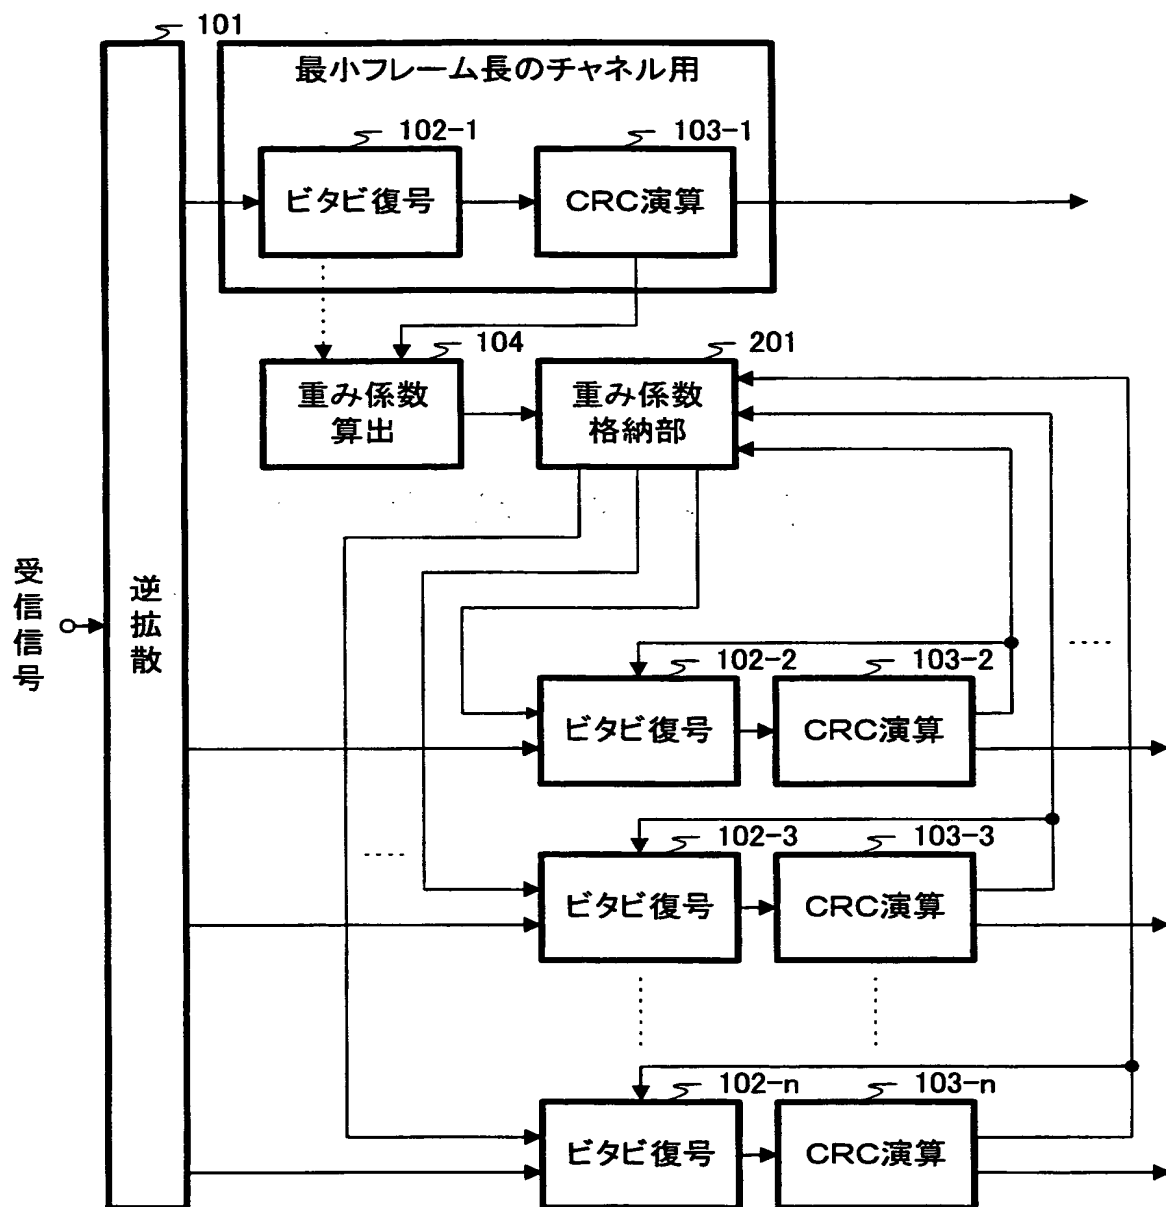 101
最小フレーム長のチャネル用
102-1
103-1
ビタビ復号
CRC演算
104
201
重み係数
算出
重み係数
格納部
受信信号
逆拡散
102-2
103-2
ビタビ復号
CRC演算
102-3
103-3
ビタビ復号
CRC演算
102-n
103-n
ビタビ復号
CRC演算